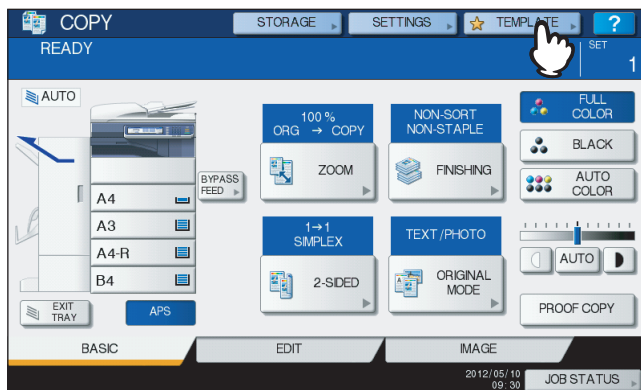 COPY
STORAGE
SETTINGS
TEMPLATE
?
READY
SET
1
AUTO
A4
A3
A4-R
B4
BYPASS
FEED
EXIT
TRAY
APS
100 %
ORG → COPY
ZOOM
NON-SORT
NON-STAPLE
FINISHING
1→1
SIMPLEX
2-SIDED
TEXT/PHOTO
ORIGINAL
MODE
FULL
COLOR
BLACK
AUTO
COLOR
AUTO
PROOF COPY
BASIC
EDIT
IMAGE
2012/05/10
09:30
JOB STATUS